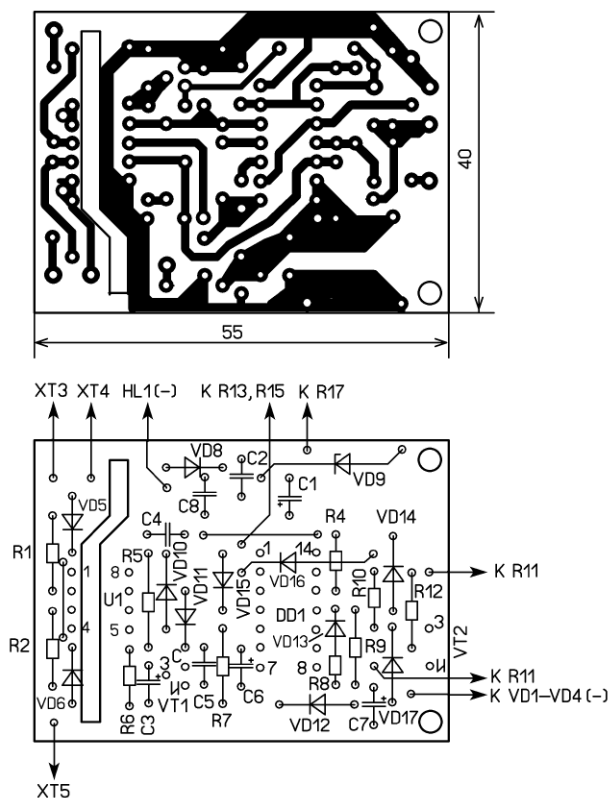 40
55
XT3 XT4 HL1(–) К R13, R15 К R17
VD8 C2 VD9
C8 C1
VD5
C4 R4 VD14
R1 R5 VD10 VD11 1 14
1 8 VD15 VD16 R10 R12 К R11
U1 DD1
4 5 VD13 3
R2 R9 VT2
З С 7 8 И
VD6 R6 C3 И VT1 C5 R7 C6 R8 К R11
VD12 C7 VD17 К VD1–VD4 (–)
XT5